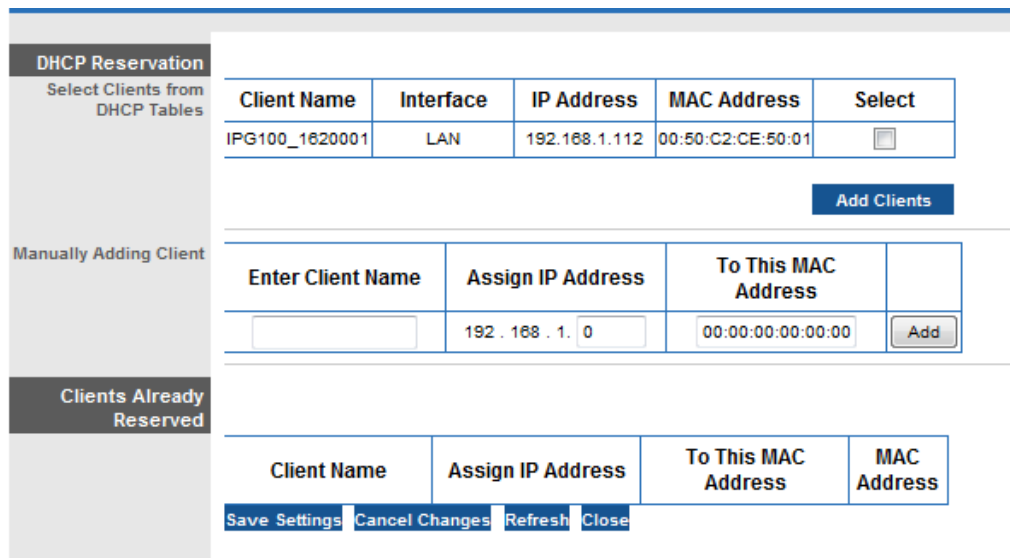 DHCP Reservation
Select Clients from
DHCP Tables
Client Name Interface IP Address MAC Address Select
IPG100_1620001 LAN 192.168.1.112 00:50:C2:CE:50:01
Add Clients
Manually Adding Client
Enter Client Name Assign IP Address To This MAC
Address
192 . 168 . 1. 0 00:00:00:00:00:00 Add
Clients Already
Reserved
Client Name Assign IP Address To This MAC
Address MAC
Address
Save Settings Cancel Changes Refresh Close